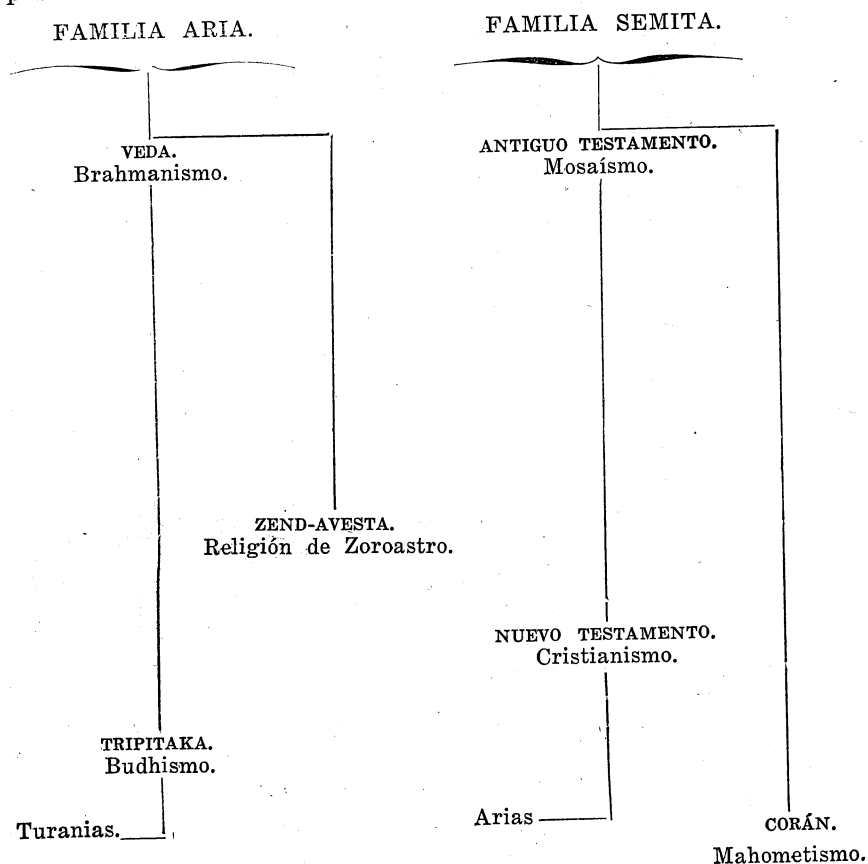 FAMILIA ARIA.
FAMILIA SEMITA.
VEDA.
Brahmanismo.
ANTIGUO TESTAMENTO.
Mosaísmo.
ZEND-AVESTA.
Religión de Zoroastro.
NUEVO TESTAMENTO.
Cristianismo.
TRIPITAKA.
Budhismo.
Turanias.
Arias
CORÁN.
Mahometismo.